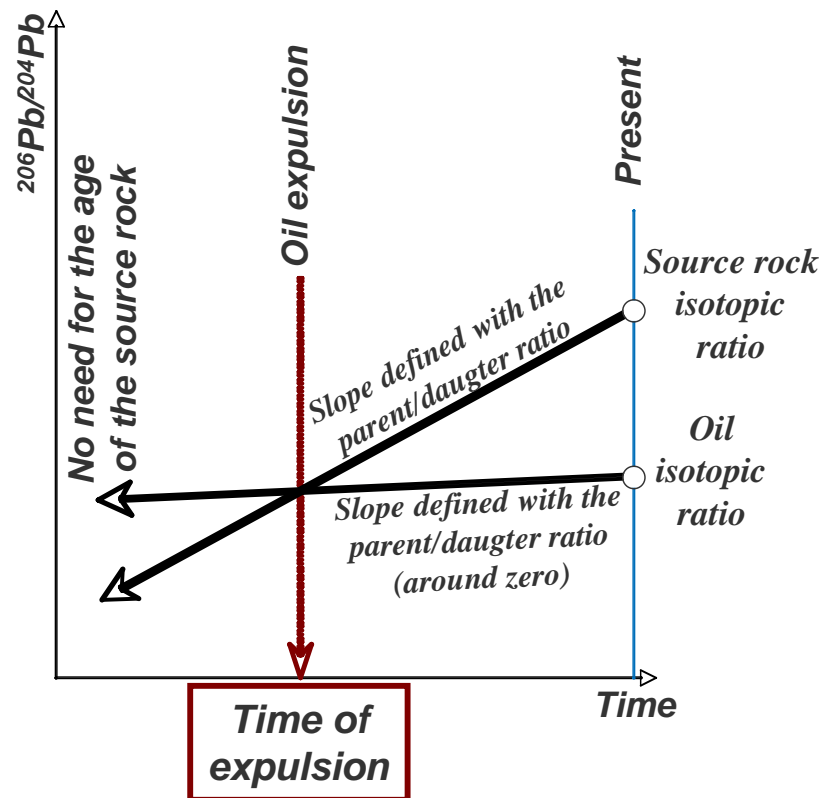 ²⁰⁶Pb/²⁰⁴Pb
No need for the age
of the source rock
Oil expulsion
Present
Source rock
isotopic
ratio
Slope defined with the
parent/daugter ratio
Oil
isotopic
ratio
Slope defined with the
parent/daugter ratio
(around zero)
Time
Time of
expulsion